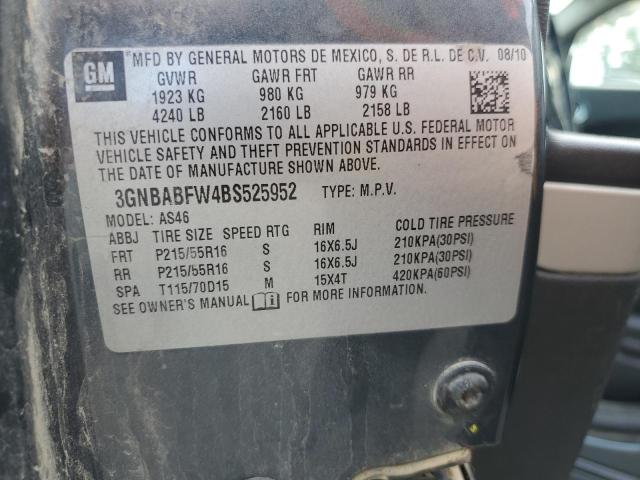 GM
MFD BY GENERAL MOTORS DE MEXICO, S. DE R.L. DE C.V. 08/10
GVWR GAWR FRT GAWR RR
1923 KG 980 KG 979 KG
4240 LB 2160 LB 2158 LB
THIS VEHICLE CONFORMS TO ALL APPLICABLE U.S. FEDERAL MOTOR
VEHICLE SAFETY AND THEFT PREVENTION STANDARDS IN EFFECT ON
THE DATE OF MANUFACTURE SHOWN ABOVE.
3GNBABFW4BS525952 TYPE: M.P.V.
MODEL: AS46
ABBJ TIRE SIZE SPEED RTG RIM COLD TIRE PRESSURE
FRT P215/55R16 S 16X6.5J 210KPA(30PSI)
RR P215/55R16 S 16X6.5J 210KPA(30PSI)
SPA T115/70D15 M 15X4T 420KPA(60PSI)
SEE OWNER'S MANUAL FOR MORE INFORMATION.